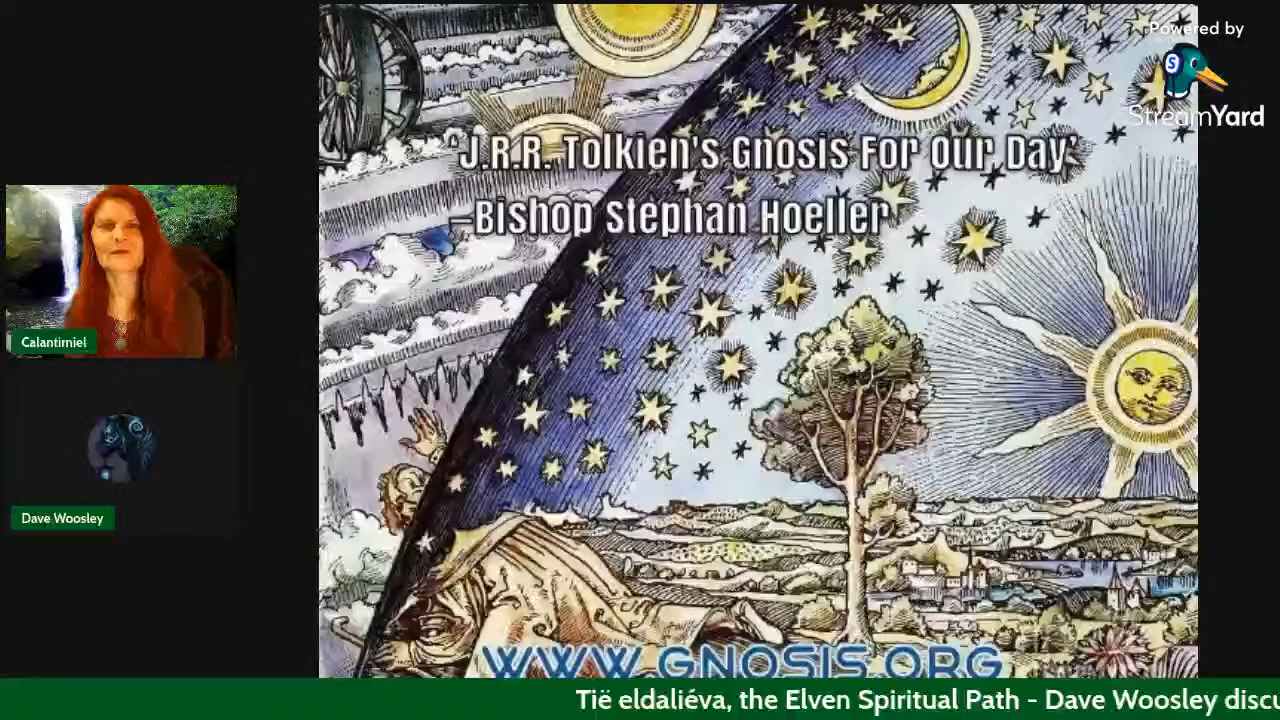 Powered by
S
StreamYard
'J.R.R. Tolkien's Gnosis For Our Day'
–Bishop Stephan Hoeller
Calantirniel
Dave Woosley
WWW.GNOSIS.ORG
Tië eldaliéva, the Elven Spiritual Path - Dave Woosley discu